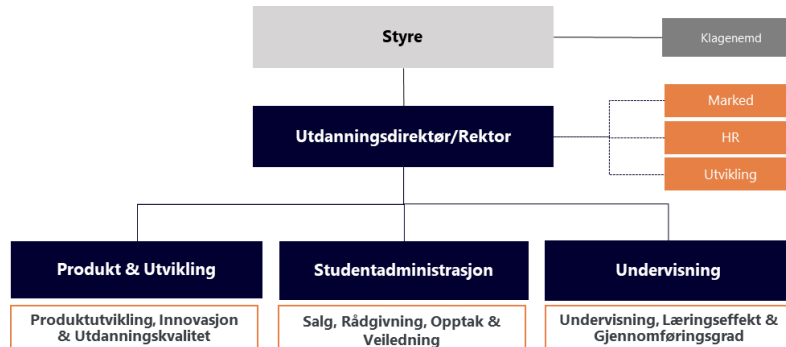 Styre
Klagenemd
Marked
Utdanningsdirektør/Rektor
HR
Utvikling
Produkt & Utvikling
Studentadministrasjon
Undervisning
Produktutvikling, Innovasjon
& Utdanningskvalitet
Salg, Rådgivning, Opptak &
Veiledning
Undervisning, Læringseffekt &
Gjennomføringsgrad